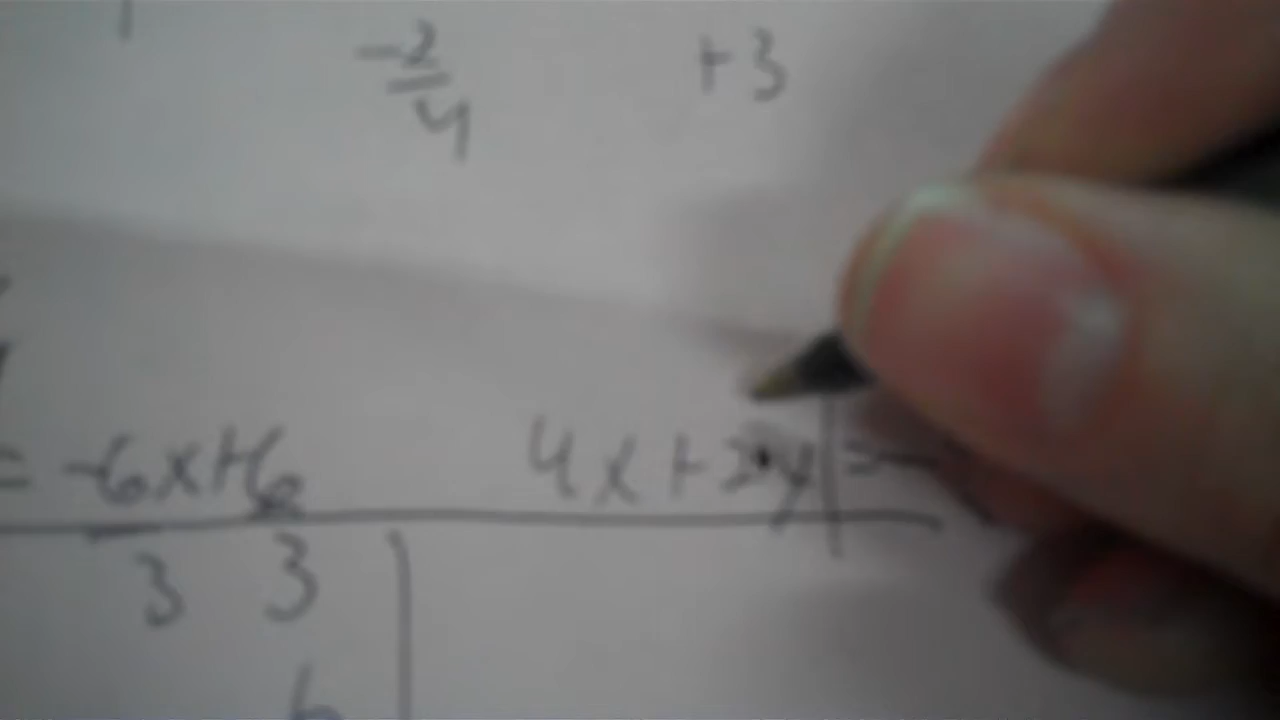 -2 +3
4
= -6x+6 4x+2y =
3 3
6